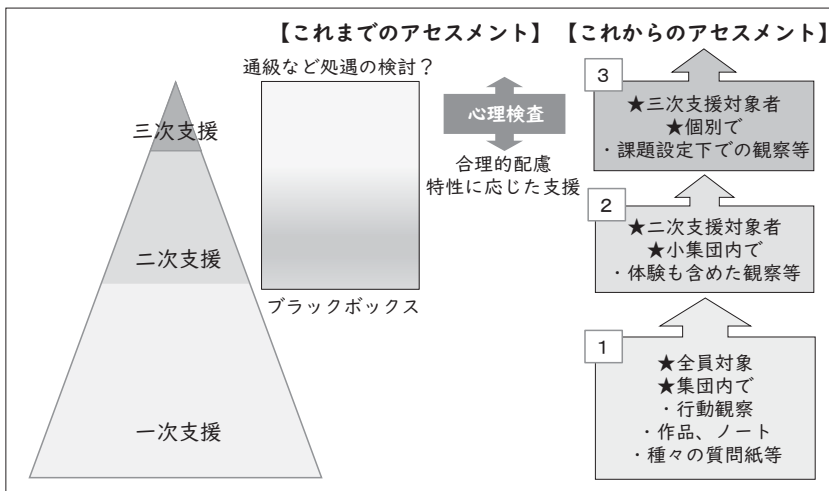 【これまでのアセスメント】
通級など処遇の検討?
心理検査
合理的配慮
特性に応じた支援
ブラックボックス
三次支援
二次支援
一次支援
【これからのアセスメント】
3
★三次支援対象者
★個別で
・課題設定下での観察等
2
★二次支援対象者
★小集団内で
・体験も含めた観察等
1
★全員対象
★集団内で
・行動観察
・作品、ノート
・種々の質問紙等